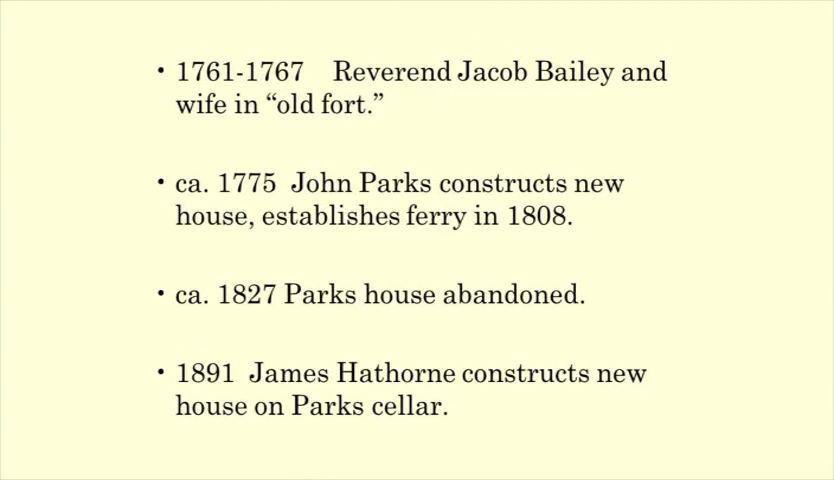 • 1761-1767 Reverend Jacob Bailey and
wife in “old fort.”
• ca. 1775 John Parks constructs new
house, establishes ferry in 1808.
• ca. 1827 Parks house abandoned.
• 1891 James Hathorne constructs new
house on Parks cellar.